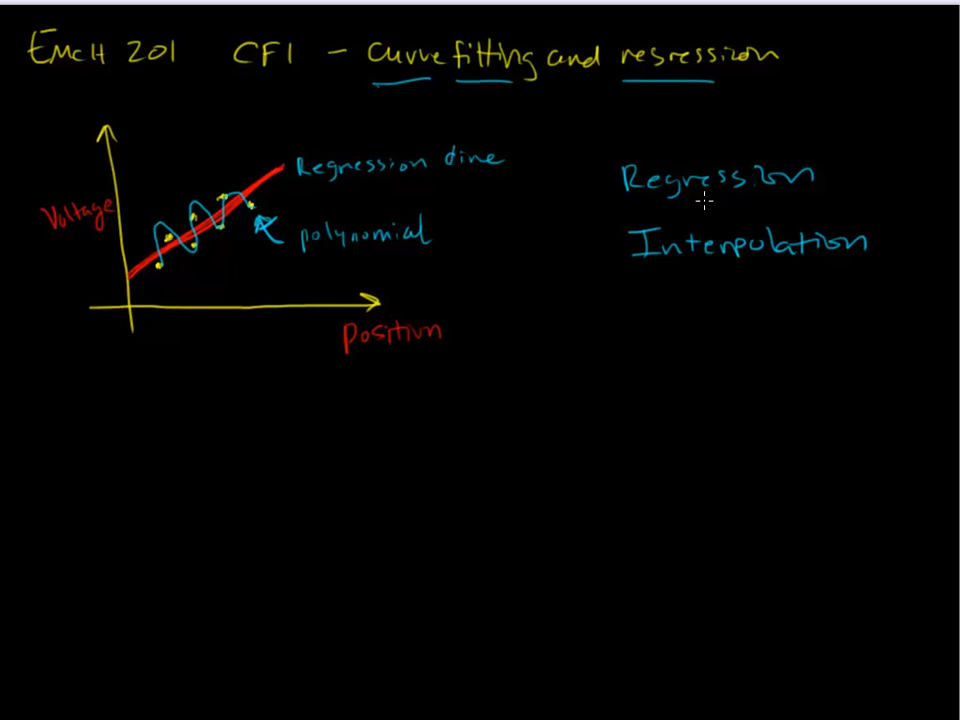 EMCH 201 CF1 - Curve fitting and regression
Regression line
Regression
Voltage
polynomial
Interpolation
Position